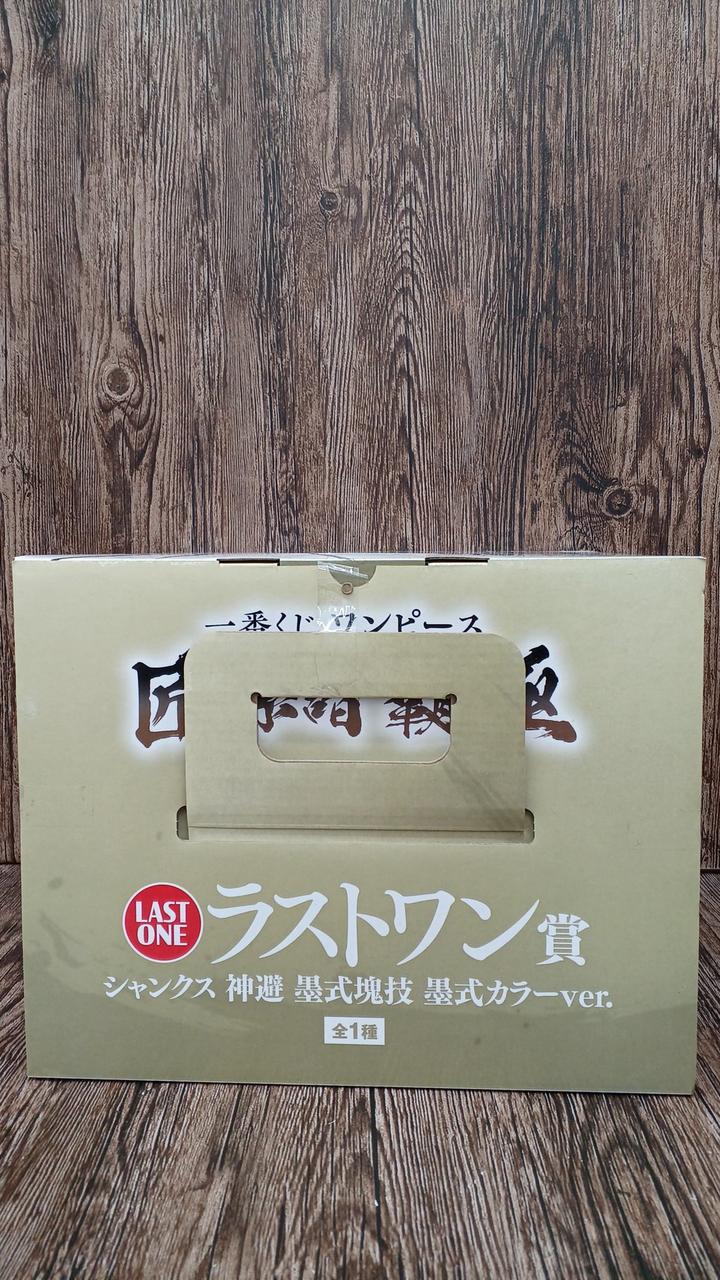 一番くじ ワンピース
匠
LAST ONE
ラストワン賞
シャンクス 神避 墨式塊技 墨式カラーver.
全1種